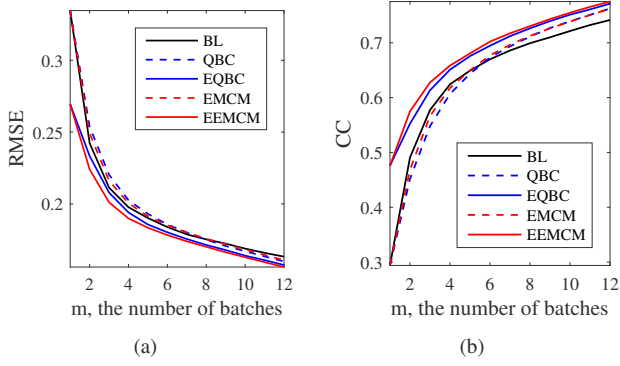 0.3
0.25
0.2
RMSE
BL
QBC
EQBC
EMCM
EEMCM
2 4 6 8 10 12
m, the number of batches
(a)
0.7
0.6
0.5
0.4
0.3
CC
BL
QBC
EQBC
EMCM
EEMCM
2 4 6 8 10 12
m, the number of batches
(b)